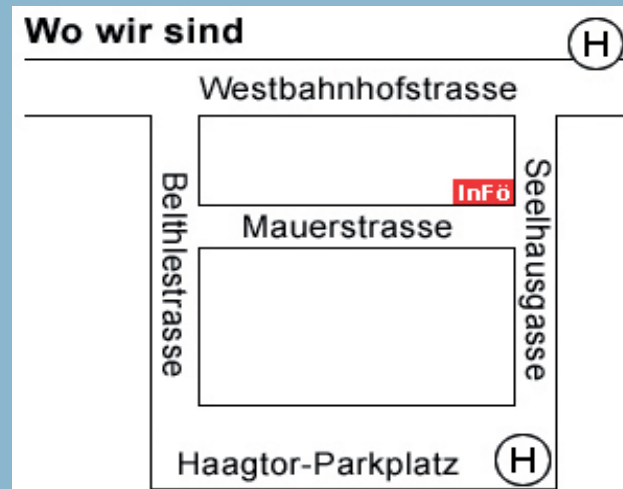 Wo wir sind
H
Westbahnhofstrasse
Belthlestrasse
InFö
Seelhausgasse
Mauerstrasse
Haagtor-Parkplatz
H